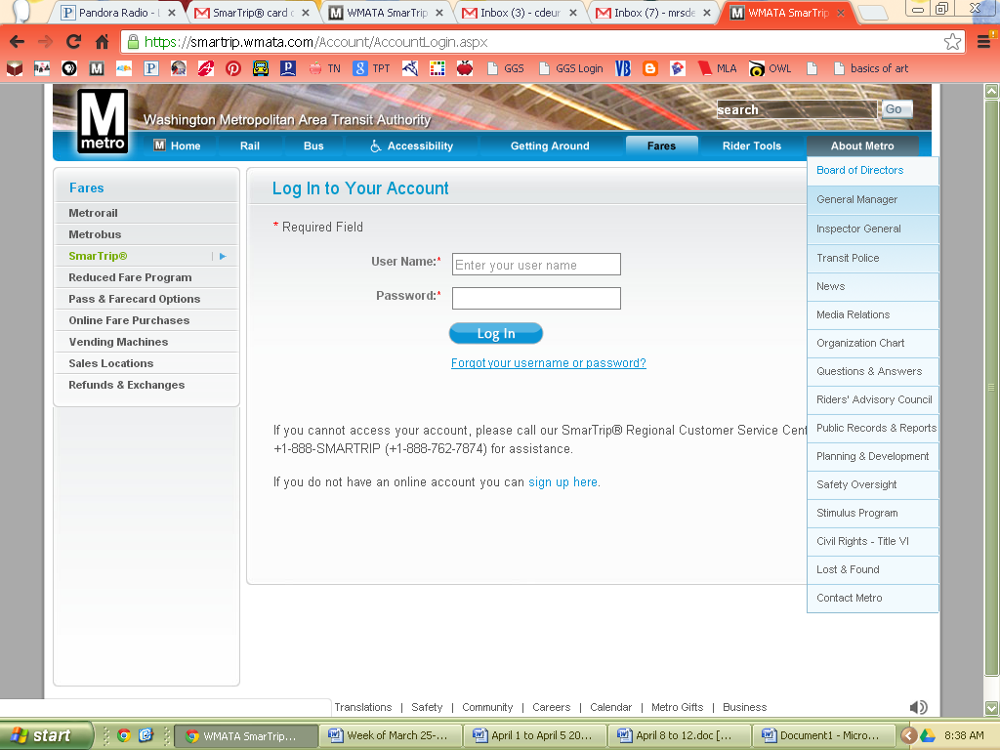 Pandora Radio - L
SmarTrip® card c
WMATA SmarTrip
Inbox (3) - cdeur
Inbox (7) - mrsde
WMATA SmarTrip
https://smartrip.wmata.com/Account/AccountLogin.aspx
TN
TPT
GGS
GGS Login
MLA
OWL
basics of art
M
metro
Washington Metropolitan Area Transit Authority
search
Go
Home
Rail
Bus
Accessibility
Getting Around
Fares
Rider Tools
About Metro
Fares
Metrorail
Metrobus
SmarTrip®
Reduced Fare Program
Pass & Farecard Options
Online Fare Purchases
Vending Machines
Sales Locations
Refunds & Exchanges
Log In to Your Account
* Required Field
User Name:*
Enter your user name
Password:*
Log In
Forgot your username or password?
If you cannot access your account, please call our SmarTrip® Regional Customer Service Cent
+1-888-SMARTRIP (+1-888-762-7874) for assistance.
If you do not have an online account you can sign up here.
Board of Directors
General Manager
Inspector General
Transit Police
News
Media Relations
Organization Chart
Questions & Answers
Riders' Advisory Council
Public Records & Reports
Planning & Development
Safety Oversight
Stimulus Program
Civil Rights - Title VI
Lost & Found
Contact Metro
Translations | Safety | Community | Careers | Calendar | Metro Gifts | Business
start
WMATA SmarTrip...
Week of March 25-...
April 1 to April 5 20...
April 8 to 12.doc [...
Document1 - Micro...
8:38 AM